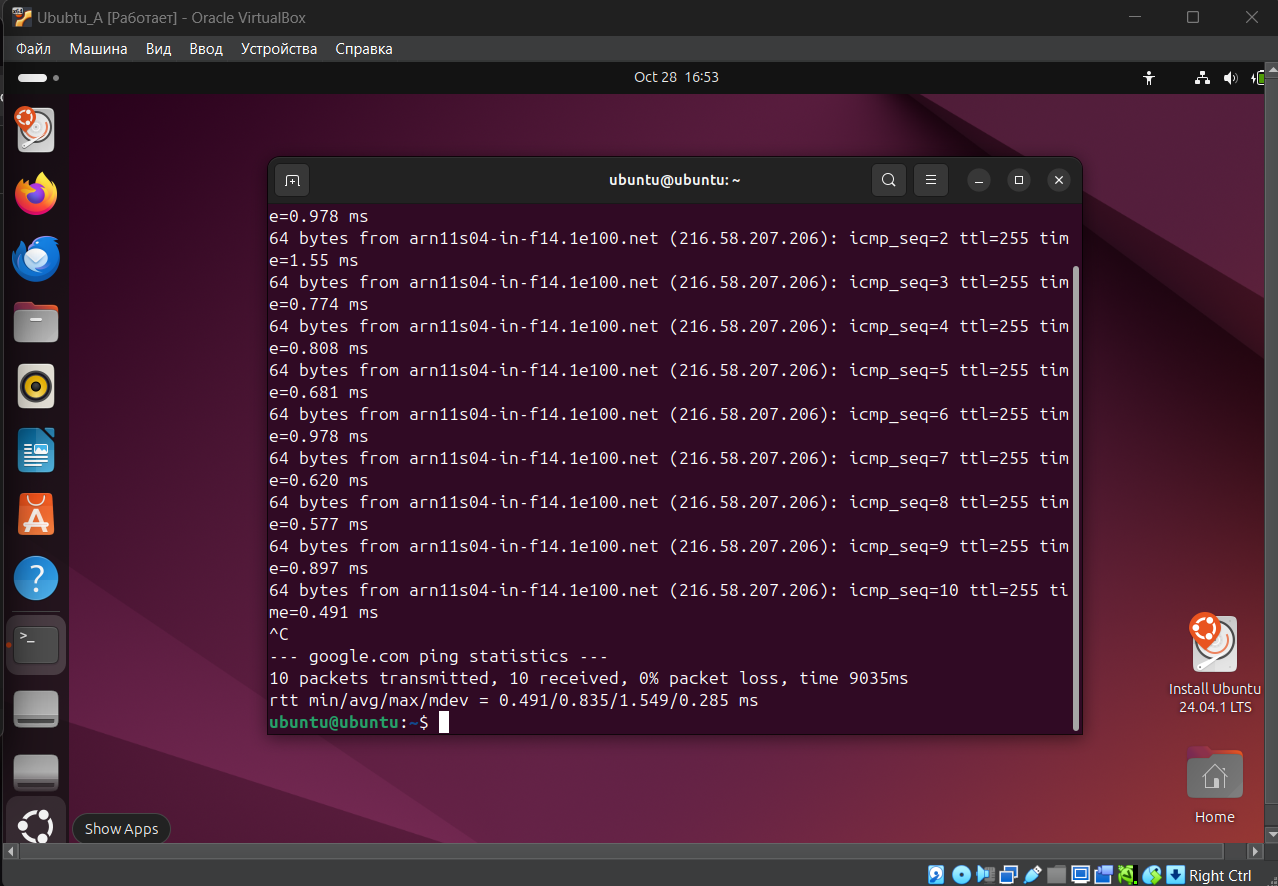 Ububtu_A [Работает] - Oracle VirtualBox
Файл Машина Вид Ввод Устройства Справка
Oct 28 16:53
ubuntu@ubuntu: ~
e=0.978 ms
64 bytes from arn11s04-in-f14.1e100.net (216.58.207.206): icmp_seq=2 ttl=255 tim
e=1.55 ms
64 bytes from arn11s04-in-f14.1e100.net (216.58.207.206): icmp_seq=3 ttl=255 tim
e=0.774 ms
64 bytes from arn11s04-in-f14.1e100.net (216.58.207.206): icmp_seq=4 ttl=255 tim
e=0.808 ms
64 bytes from arn11s04-in-f14.1e100.net (216.58.207.206): icmp_seq=5 ttl=255 tim
e=0.681 ms
64 bytes from arn11s04-in-f14.1e100.net (216.58.207.206): icmp_seq=6 ttl=255 tim
e=0.978 ms
64 bytes from arn11s04-in-f14.1e100.net (216.58.207.206): icmp_seq=7 ttl=255 tim
e=0.620 ms
64 bytes from arn11s04-in-f14.1e100.net (216.58.207.206): icmp_seq=8 ttl=255 tim
e=0.577 ms
64 bytes from arn11s04-in-f14.1e100.net (216.58.207.206): icmp_seq=9 ttl=255 tim
e=0.897 ms
64 bytes from arn11s04-in-f14.1e100.net (216.58.207.206): icmp_seq=10 ttl=255 ti
me=0.491 ms
^C
--- google.com ping statistics ---
10 packets transmitted, 10 received, 0% packet loss, time 9035ms
rtt min/avg/max/mdev = 0.491/0.835/1.549/0.285 ms
ubuntu@ubuntu:~$
Install Ubuntu
24.04.1 LTS
Home
Show Apps
Right Ctrl